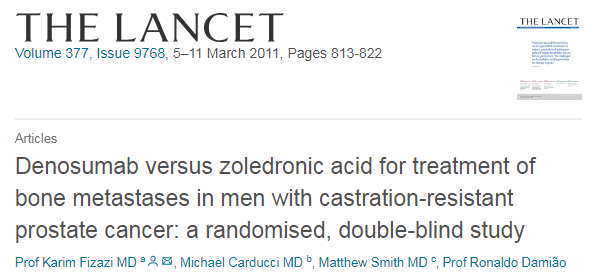 THE LANCET
Volume 377, Issue 9768, 5–11 March 2011, Pages 813-822
THE LANCET
Articles
Denosumab versus zoledronic acid for treatment of
bone metastases in men with castration-resistant
prostate cancer: a randomised, double-blind study
Prof Karim Fizazi MD a, Michael Carducci MD b, Matthew Smith MD c, Prof Ronaldo Damião